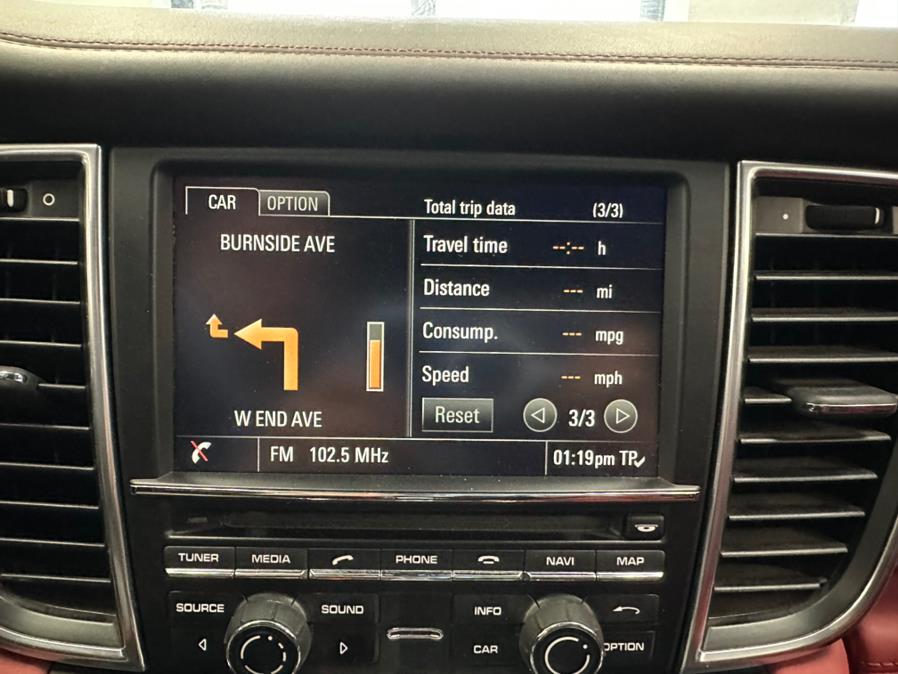 CAR OPTION Total trip data (3/3)
BURNSIDE AVE
Travel time --:-- h
Distance --- mi
Consump. --- mpg
Speed --- mph
W END AVE
Reset 3/3
FM 102.5 MHz 01:19pm TP
TUNER MEDIA PHONE NAVI MAP
SOURCE SOUND INFO
CAR OPTION